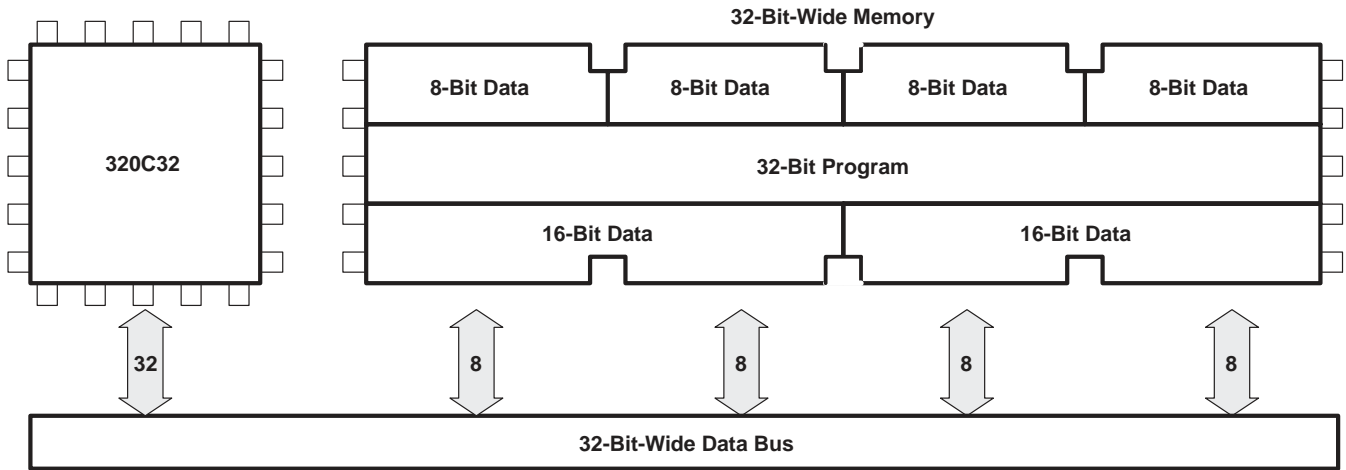 32-Bit-Wide Memory
8-Bit Data
8-Bit Data
8-Bit Data
8-Bit Data
320C32
32-Bit Program
16-Bit Data
16-Bit Data
32
8
8
8
8
32-Bit-Wide Data Bus